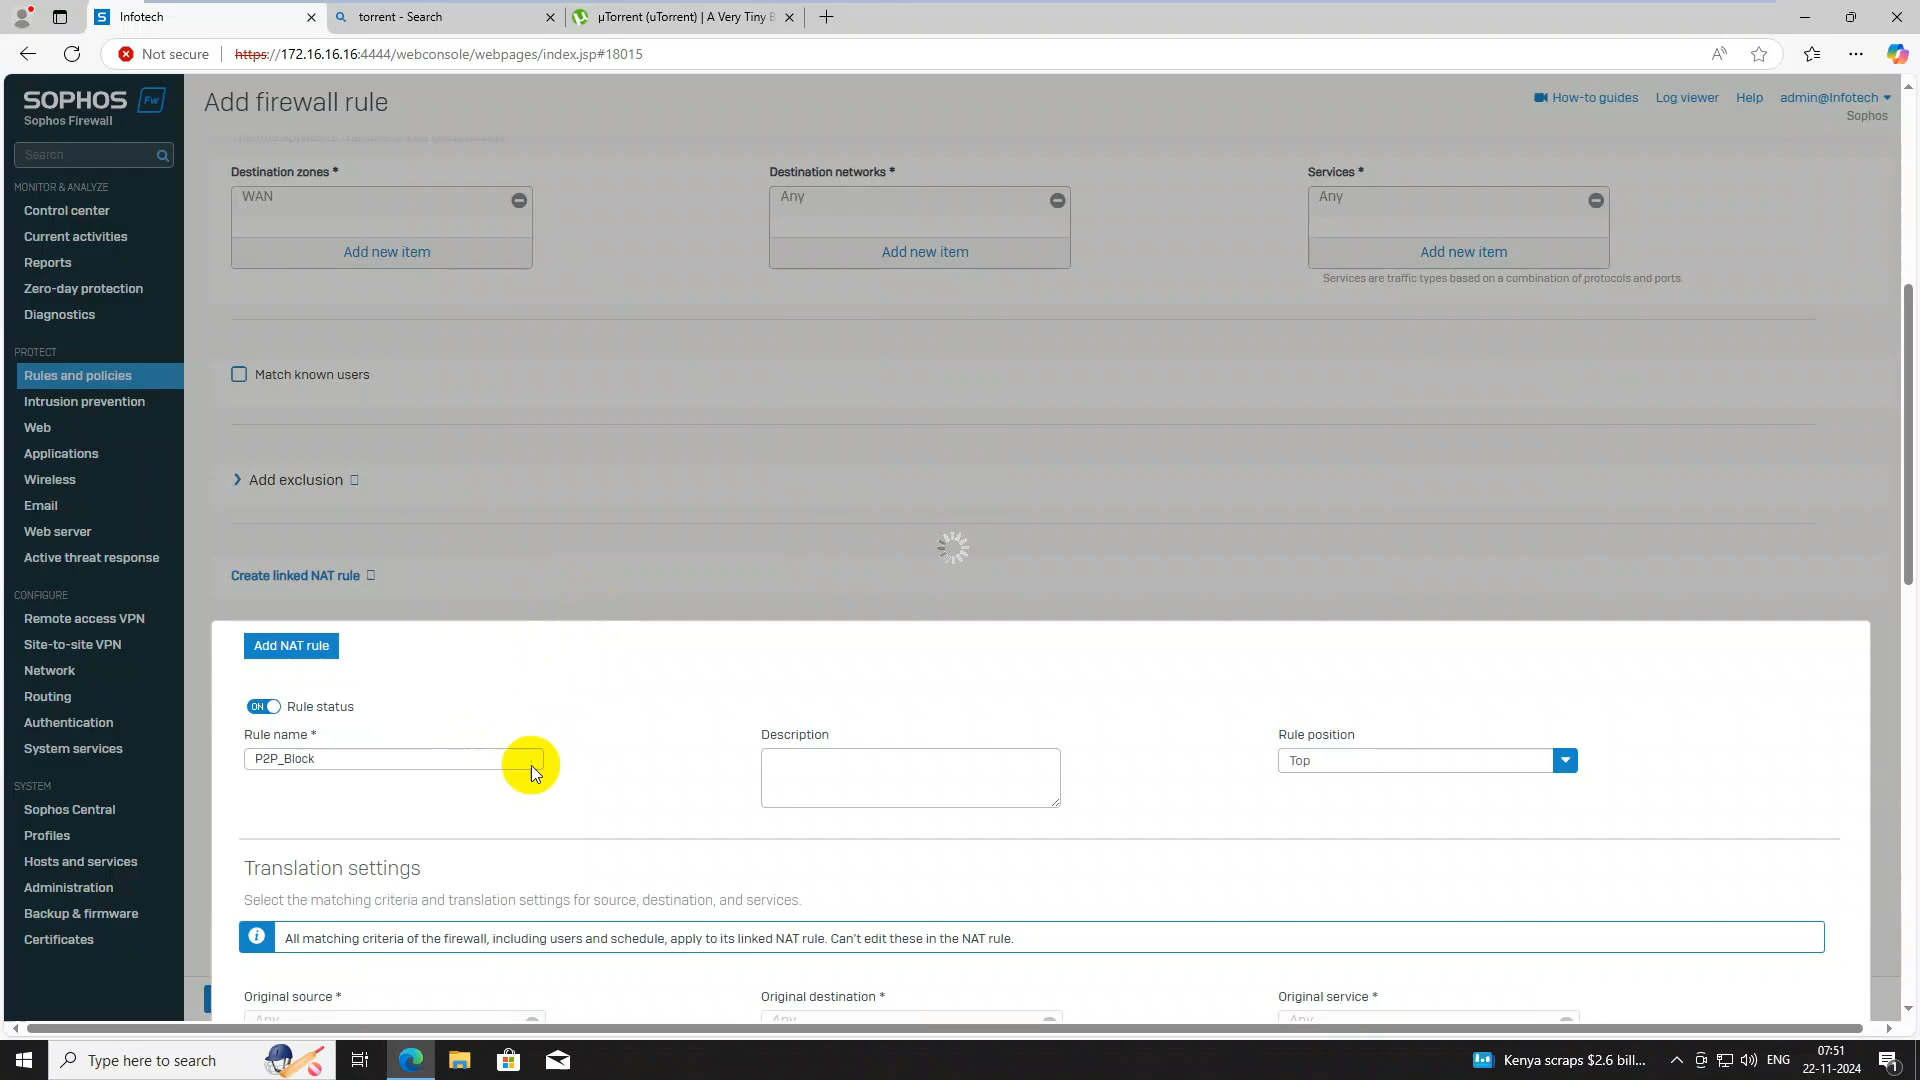 Infotech
torrent - Search
µTorrent (uTorrent) | A Very Tiny B
Not secure
https://172.16.16.16:4444/webconsole/webpages/index.jsp#18015
SOPHOS Fw
Sophos Firewall
Add firewall rule
How-to guides
Log viewer
Help
admin@Infotech
Sophos
Search
MONITOR & ANALYZE
Control center
Current activities
Reports
Zero-day protection
Diagnostics
PROTECT
Rules and policies
Intrusion prevention
Web
Applications
Wireless
Email
Web server
Active threat response
CONFIGURE
Remote access VPN
Site-to-site VPN
Network
Routing
Authentication
System services
SYSTEM
Sophos Central
Profiles
Hosts and services
Administration
Backup & firmware
Certificates
Destination zones *
Destination networks *
Services *
WAN
Any
Any
Add new item
Add new item
Add new item
Services are traffic types based on a combination of protocols and ports.
Match known users
Add exclusion
Create linked NAT rule
Add NAT rule
ON Rule status
Rule name *
Description
Rule position
P2P_Block
Top
Translation settings
Select the matching criteria and translation settings for source, destination, and services.
All matching criteria of the firewall, including users and schedule, apply to its linked NAT rule. Can't edit these in the NAT rule.
Original source *
Original destination *
Original service *
Any
Any
Any
Type here to search
Kenya scraps $2.6 bill...
ENG
07:51
22-11-2024
1